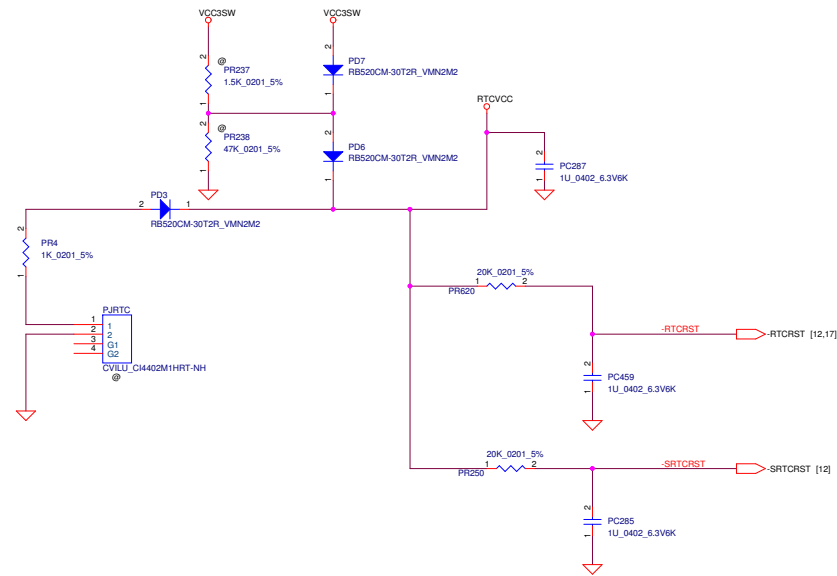 VCC3SW
VCC3SW
2
@
PR237
1.5K_0201_5%
1
2
PD7
RB520CM-30T2R_VMN2M2
1
RTCVCC
2
@
PR238
47K_0201_5%
1
2
PD6
RB520CM-30T2R_VMN2M2
1
2
PC287
1
1U_0402_6.3V6K
PD3
2
1
RB520CM-30T2R_VMN2M2
2
PR4
1K_0201_5%
1
20K_0201_5%
1
2
PR620
PJRTC
1
1
2
2
3
G1
4
G2
CVILU_CI4402M1HRT-NH
@
-RTCRST
-RTCRST [12,17]
2
PC459
1
1U_0402_6.3V6K
20K_0201_5%
1
2
PR250
-SRTCRST
-SRTCRST [12]
2
PC285
1
1U_0402_6.3V6K